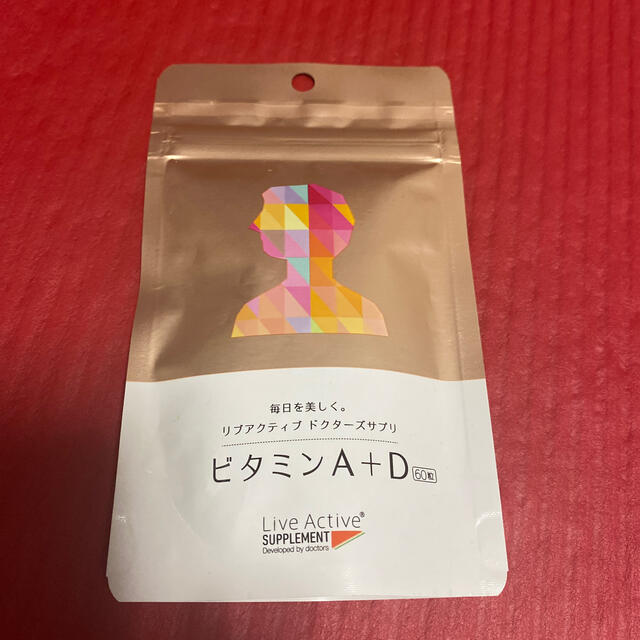 毎日を美しく。
リブアクティブ ドクターズサプリ
ビタミンA+D 60粒
Live Active®
SUPPLEMENT
Developed by doctors